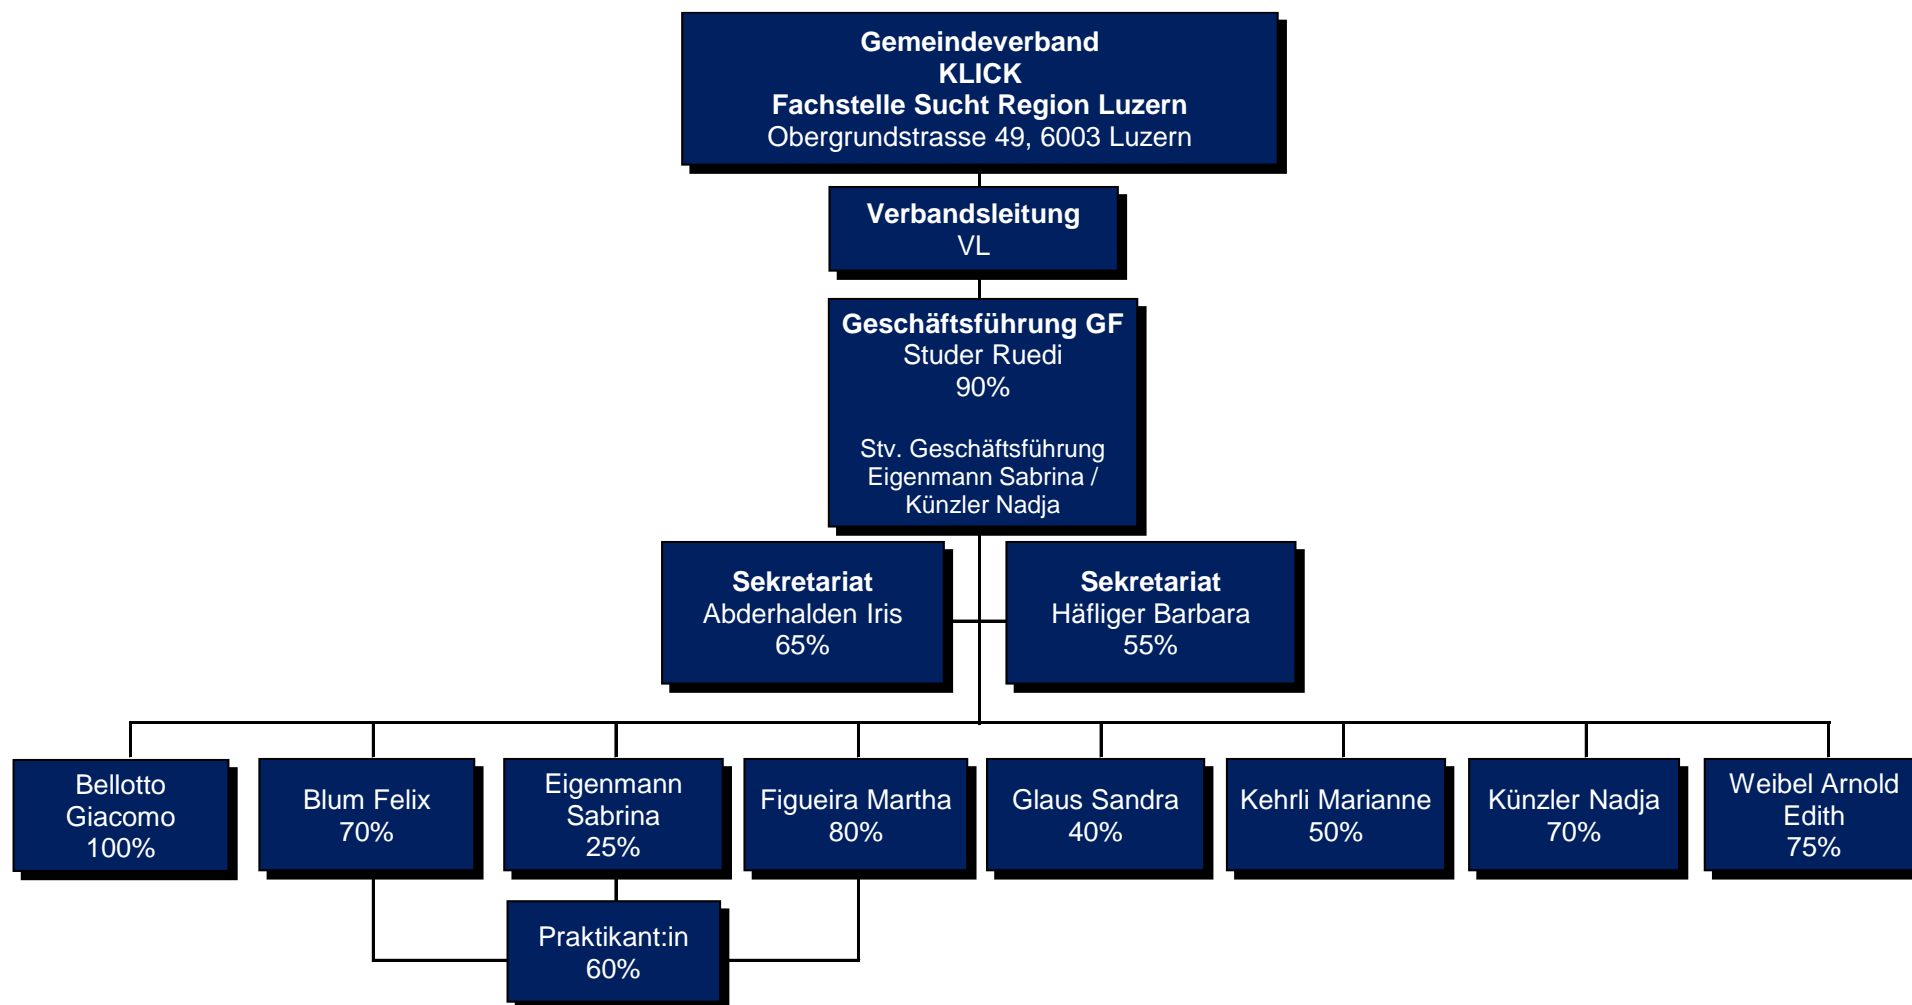 Gemeindeverband
KLICK
Fachstelle Sucht Region Luzern
Obergrundstrasse 49, 6003 Luzern
Verbandsleitung
VL
Geschäftsführung GF
Studer Ruedi
90%
Stv. Geschäftsführung
Eigenmann Sabrina /
Künzler Nadja
Sekretariat
Abderhalden Iris
65%
Sekretariat
Häfliger Barbara
55%
Bellotto
Giacomo
100%
Blum Felix
70%
Eigenmann
Sabrina
25%
Figueira Martha
80%
Glaus Sandra
40%
Kehrli Marianne
50%
Künzler Nadja
70%
Weibel Arnold
Edith
75%
Praktikant:in
60%